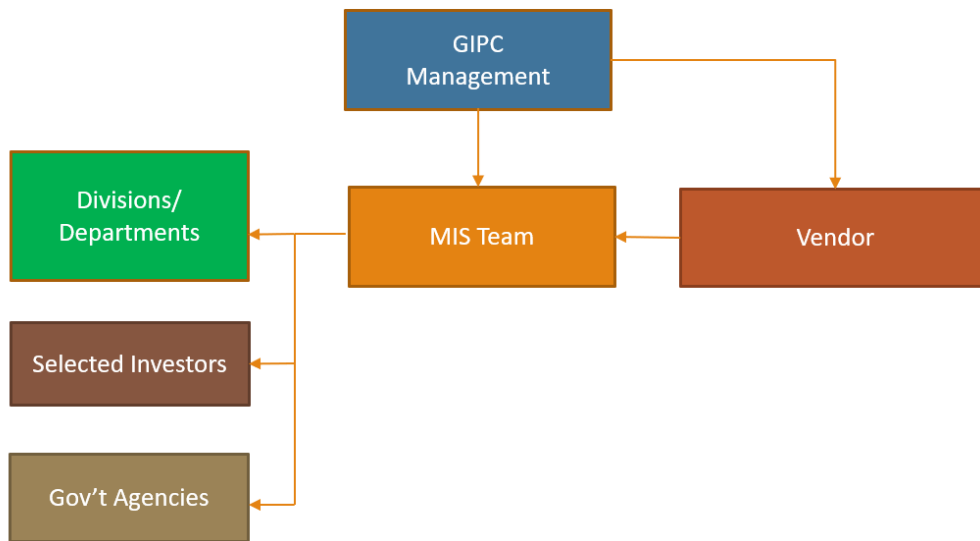 GIPC
Management
Divisions/
Departments
MIS Team
Vendor
Selected Investors
Gov’t Agencies